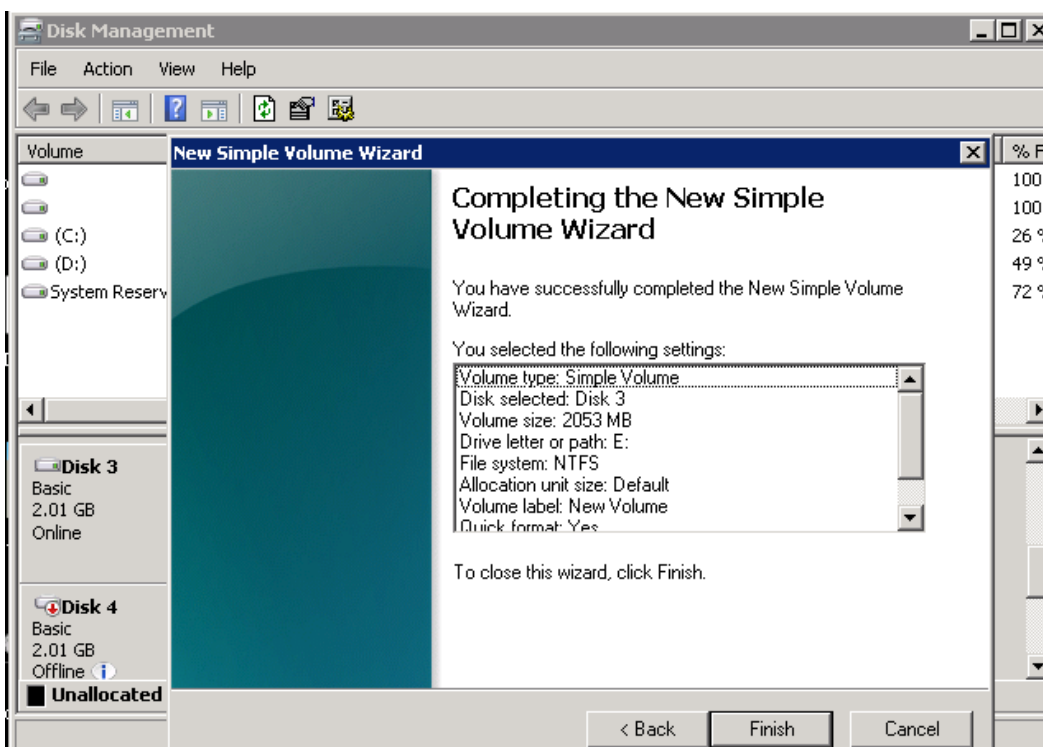 Disk Management
File Action View Help
Volume
% F
New Simple Volume Wizard
100
100
(C:)
26 %
(D:)
49 %
System Reserv
72 %
Completing the New Simple
Volume Wizard
You have successfully completed the New Simple Volume
Wizard.
You selected the following settings:
Volume type: Simple Volume
Disk selected: Disk 3
Volume size: 2053 MB
Drive letter or path: E:
File system: NTFS
Allocation unit size: Default
Volume label: New Volume
Quick format: Yes
To close this wizard, click Finish.
Disk 3
Basic
2.01 GB
Online
Disk 4
Basic
2.01 GB
Offline
Unallocated
< Back Finish Cancel